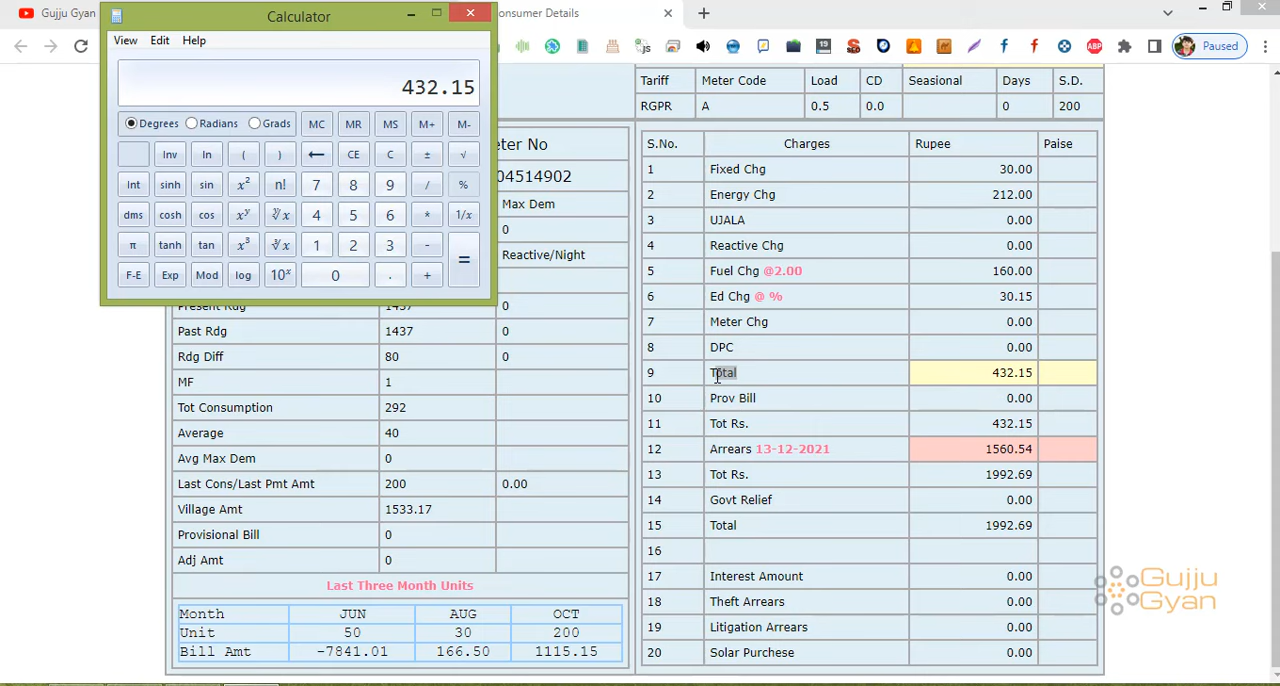 Gujju Gyan
onsumer Details
Calculator
Paused
View Edit Help
432.15
Degrees Radians Grads MC MR MS M+ M-
Inv ln ( ) ← CE C ± √
Int sinh sin x² n! 7 8 9 / %
dms cosh cos xʸ ʸ√x 4 5 6 * 1/x
π tanh tan x³ ³√x 1 2 3 - =
F-E Exp Mod log 10ˣ 0 . +
Tariff Meter Code Load CD Seasional Days S.D.
RGPR A 0.5 0.0 0 200
eter No
04514902
Max Dem
0
Reactive/Night
Present Rdg 1437 0
Past Rdg 1437 0
Rdg Diff 80 0
MF 1
Tot Consumption 292
Average 40
Avg Max Dem 0
Last Cons/Last Pmt Amt 200 0.00
Village Amt 1533.17
Provisional Bill 0
Adj Amt 0
Last Three Month Units
Month JUN AUG OCT
Unit 50 30 200
Bill Amt -7841.01 166.50 1115.15
S.No. Charges Rupee Paise
1 Fixed Chg 30.00
2 Energy Chg 212.00
3 UJALA 0.00
4 Reactive Chg 0.00
5 Fuel Chg @2.00 160.00
6 Ed Chg @ % 30.15
7 Meter Chg 0.00
8 DPC 0.00
9 Total 432.15
10 Prov Bill 0.00
11 Tot Rs. 432.15
12 Arrears 13-12-2021 1560.54
13 Tot Rs. 1992.69
14 Govt Relief 0.00
15 Total 1992.69
16
17 Interest Amount 0.00
18 Theft Arrears 0.00
19 Litigation Arrears 0.00
20 Solar Purchese 0.00
Gujju
Gyan